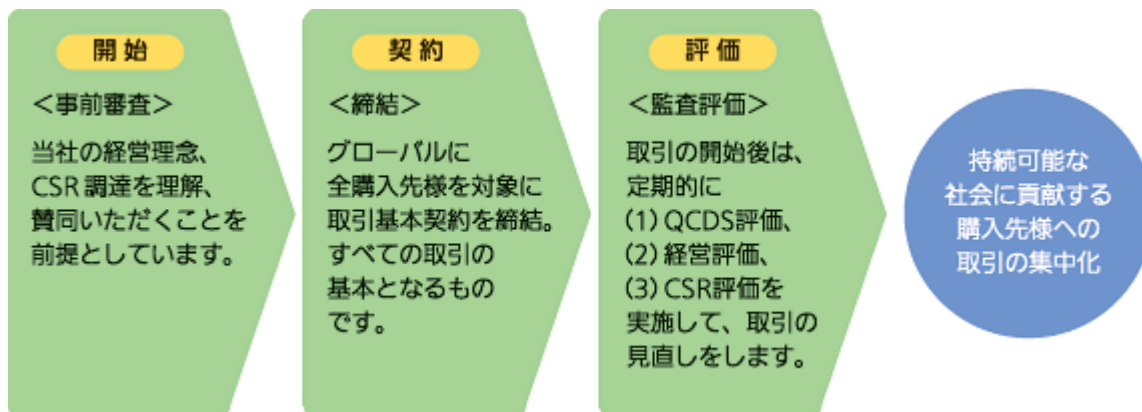 開始
＜事前審査＞
当社の経営理念、
CSR調達を理解、
賛同いただくことを
前提としています。
契約
＜締結＞
グローバルに
全購入先様を対象に
取引基本契約を締結。
すべての取引の
基本となるもの
です。
評価
＜監査評価＞
取引の開始後は、
定期的に
(1) QCDS評価、
(2) 経営評価、
(3) CSR評価を
実施して、取引の
見直しをします。
持続可能な
社会に貢献する
購入先様への
取引の集中化